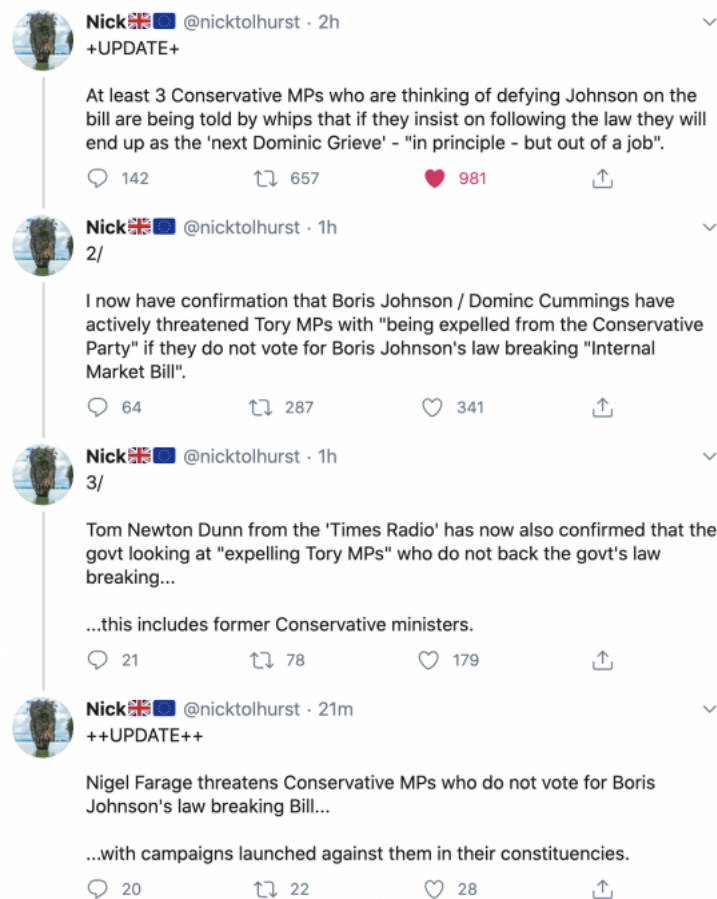 Nick🇬🇧🇪🇺 @nicktolhurst · 2h
+UPDATE+
At least 3 Conservative MPs who are thinking of defying Johnson on the
bill are being told by whips that if they insist on following the law they will
end up as the 'next Dominic Grieve' - "in principle - but out of a job".
142 657 981
Nick🇬🇧🇪🇺 @nicktolhurst · 1h
2/
I now have confirmation that Boris Johnson / Dominc Cummings have
actively threatened Tory MPs with "being expelled from the Conservative
Party" if they do not vote for Boris Johnson's law breaking "Internal
Market Bill".
64 287 341
Nick🇬🇧🇪🇺 @nicktolhurst · 1h
3/
Tom Newton Dunn from the 'Times Radio' has now also confirmed that the
govt looking at "expelling Tory MPs" who do not back the govt's law
breaking...
...this includes former Conservative ministers.
21 78 179
Nick🇬🇧🇪🇺 @nicktolhurst · 21m
++UPDATE++
Nigel Farage threatens Conservative MPs who do not vote for Boris
Johnson's law breaking Bill...
...with campaigns launched against them in their constituencies.
20 22 28